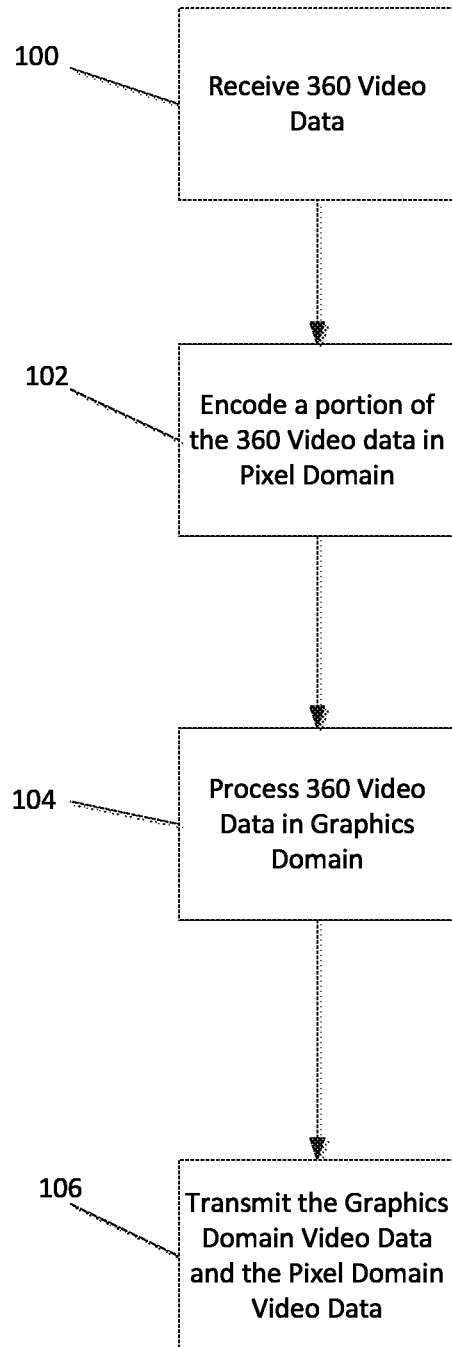 100
Receive 360 Video
Data
102
Encode a portion of
the 360 Video data in
Pixel Domain
104
Process 360 Video
Data in Graphics
Domain
106
Transmit the Graphics
Domain Video Data
and the Pixel Domain
Video Data